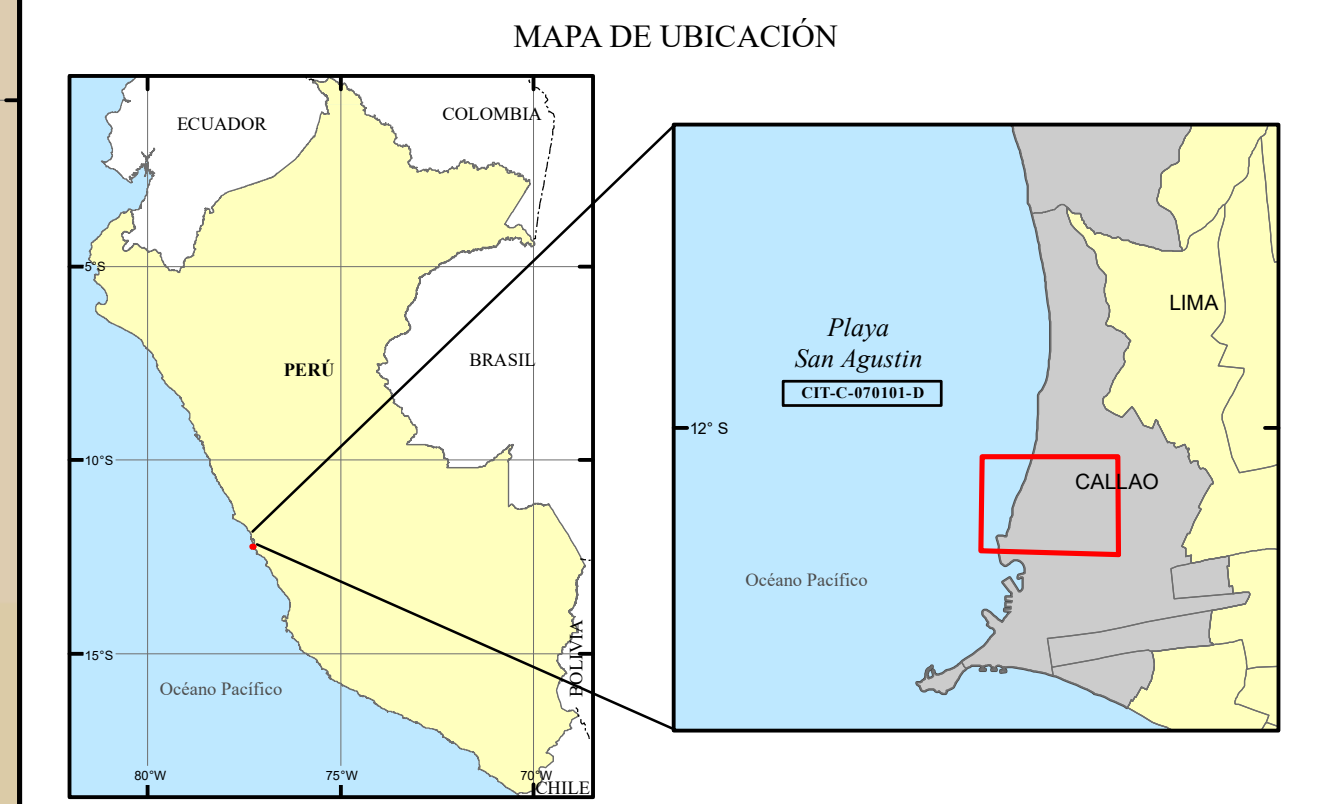 MAPA DE UBICACIÓN
ECUADOR
COLOMBIA
5°S
PERÚ
BRASIL
10°S
15°S
BOLIVIA
Océano Pacífico
80°W
75°W
70°W
CHILE
LIMA
Playa
San Agustin
CIT-C-070101-D
12° S
CALLAO
Océano Pacífico